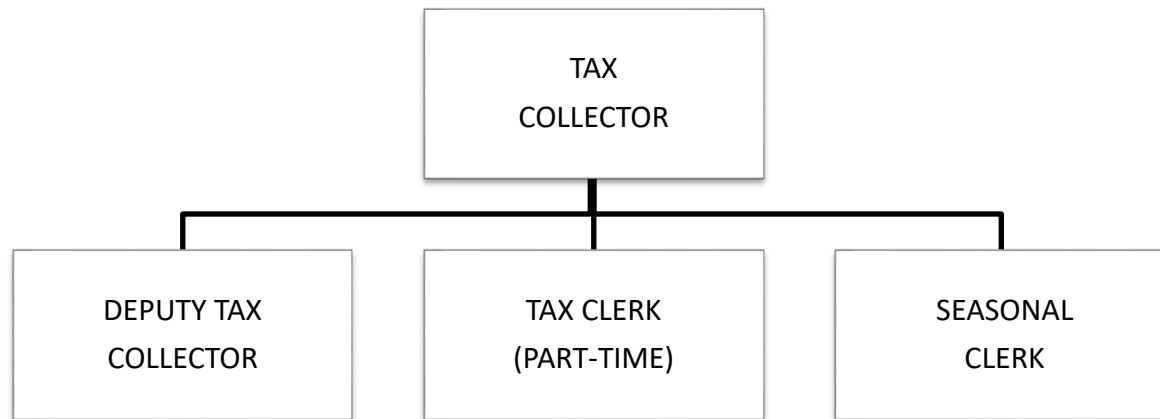 TAX
COLLECTOR
DEPUTY TAX
COLLECTOR
TAX CLERK
(PART-TIME)
SEASONAL
CLERK